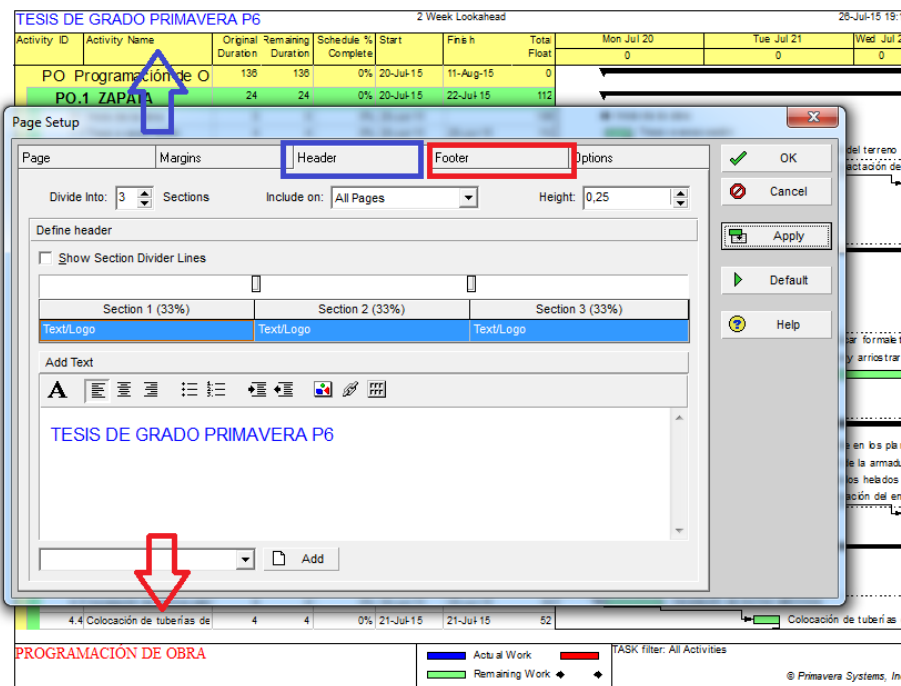 TESIS DE GRADO PRIMAVERA P6 2 Week Lookahead 26-Jul-15 19:
Activity ID Activity Name Original Remaining Schedule % Start Finish Total Mon Jul 20 Tue Jul 21 Wed Jul
Duration Duration Complete Float 0 0 0
PO Programación de O 136 136 0% 20-Jul-15 11-Aug-15 0
PO.1 ZAPATA 24 24 0% 20-Jul-15 22-Jul-15 112
Page Setup
del terreno
Page Margins Header Footer Options OK
Divide Into: 3 Sections Include on: All Pages Height: 0,25 Cancel
Define header
Apply
Show Section Divider Lines
Default
Section 1 (33%) Section 2 (33%) Section 3 (33%)
Text/Logo Text/Logo Text/Logo
Help
Add Text
y arriostrar
TESIS DE GRADO PRIMAVERA P6
de la armadu
os helados
ación del en
Add
4.4 Colocación de tuberías de 4 4 0% 21-Jul-15 21-Jul-15 52 Colocación de tuberías
PROGRAMACIÓN DE OBRA Actual Work TASK filter: All Activities
Remaining Work © Primavera Systems, In